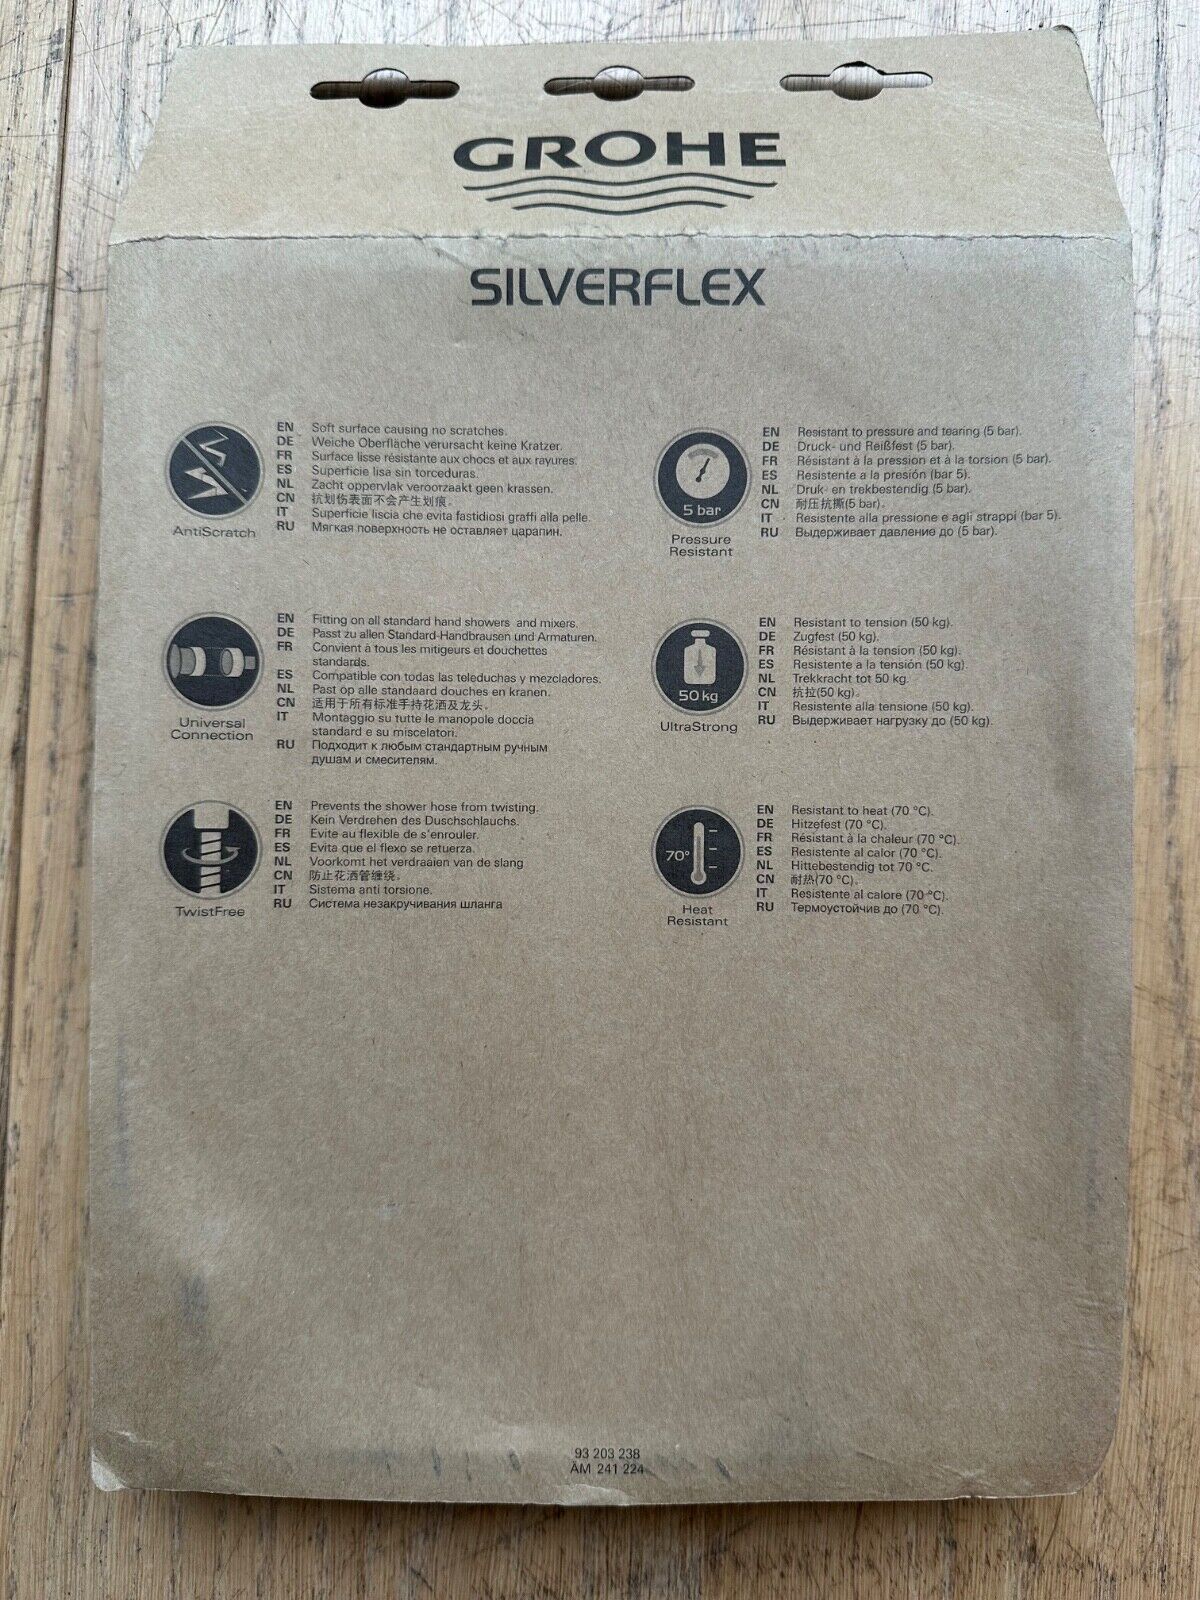 GROHE
SILVERFLEX
AntiScratch
EN Soft surface causing no scratches.
DE Weiche Oberfläche verursacht keine Kratzer.
FR Surface lisse résistante aux chocs et aux rayures.
ES Superficie lisa sin torceduras.
NL Zacht oppervlak veroorzaakt geen krassen.
CN 抗划伤表面不会产生划痕。
IT Superficie liscia che evita fastidiosi graffi alla pelle.
RU Мягкая поверхность не оставляет царапин.
5 bar
Pressure
Resistant
EN Resistant to pressure and tearing (5 bar).
DE Druck- und Reißfest (5 bar).
FR Résistant à la pression et à la torsion (5 bar).
ES Resistente a la presión (bar 5).
NL Druk- en trekbestendig (5 bar).
CN 耐压抗撕(5 bar)。
IT Resistente alla pressione e agli strappi (bar 5).
RU Выдерживает давление до (5 bar).
Universal
Connection
EN Fitting on all standard hand showers and mixers.
DE Passt zu allen Standard-Handbrausen und Armaturen.
FR Convient à tous les mitigeurs et douchettes
standards.
ES Compatible con todas las teleduchas y mezcladores.
NL Past op alle standaard douches en kranen.
CN 适用于所有标准手持花洒及龙头。
IT Montaggio su tutte le manopole doccia
standard e su miscelatori.
RU Подходит к любым стандартным ручным
душам и смесителям.
50 kg
UltraStrong
EN Resistant to tension (50 kg).
DE Zugfest (50 kg).
FR Résistant à la tension (50 kg).
ES Resistente a la tensión (50 kg).
NL Trekkracht tot 50 kg.
CN 抗拉(50 kg)。
IT Resistente alla tensione (50 kg).
RU Выдерживает нагрузку до (50 kg).
TwistFree
EN Prevents the shower hose from twisting.
DE Kein Verdrehen des Duschschlauchs.
FR Evite au flexible de s'enrouler.
ES Evita que el flexo se retuerza.
NL Voorkomt het verdraaien van de slang
CN 防止花洒管缠绕。
IT Sistema anti torsione.
RU Система незакручивания шланга
70°
Heat
Resistant
EN Resistant to heat (70 °C).
DE Hitzefest (70 °C).
FR Résistant à la chaleur (70 °C).
ES Resistente al calor (70 °C).
NL Hittebestendig tot 70 °C.
CN 耐热(70 °C)。
IT Resistente al calore (70 °C).
RU Термоустойчив до (70 °C).
93 203 238
ÄM 241 224